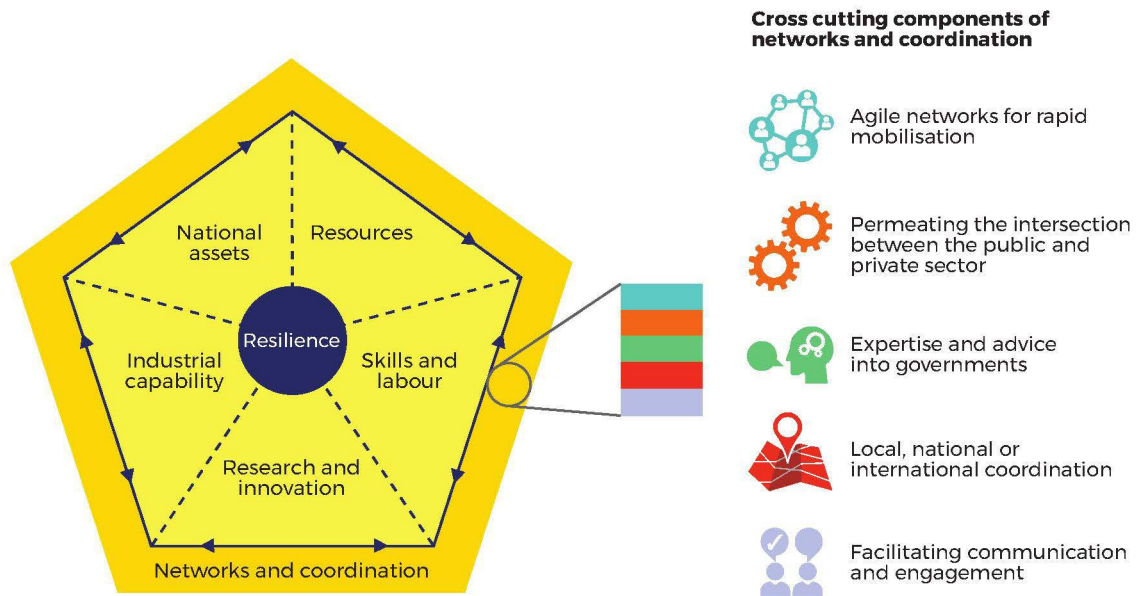 Cross cutting components of
networks and coordination
National
assets
Resources
Resilience
Industrial
capability
Skills and
labour
Research and
innovation
Networks and coordination
Agile networks for rapid
mobilisation
Permeating the intersection
between the public and
private sector
Expertise and advice
into governments
Local, national or
international coordination
Facilitating communication
and engagement